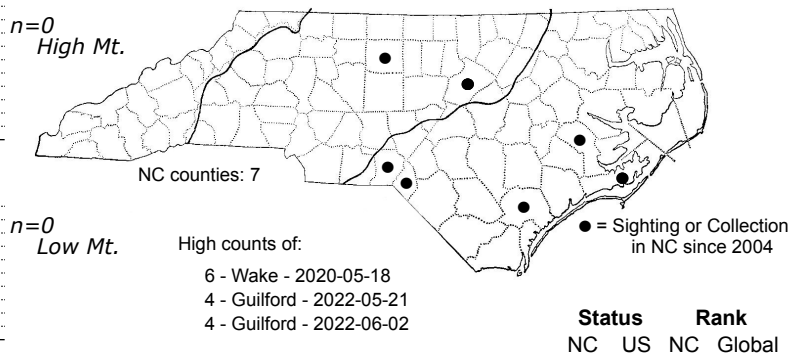 n=0
High Mt.
NC counties: 7
n=0
Low Mt.
High counts of:
6 - Wake - 2020-05-18
4 - Guilford - 2022-05-21
4 - Guilford - 2022-06-02
● = Sighting or Collection
in NC since 2004
Status Rank
NC US NC Global